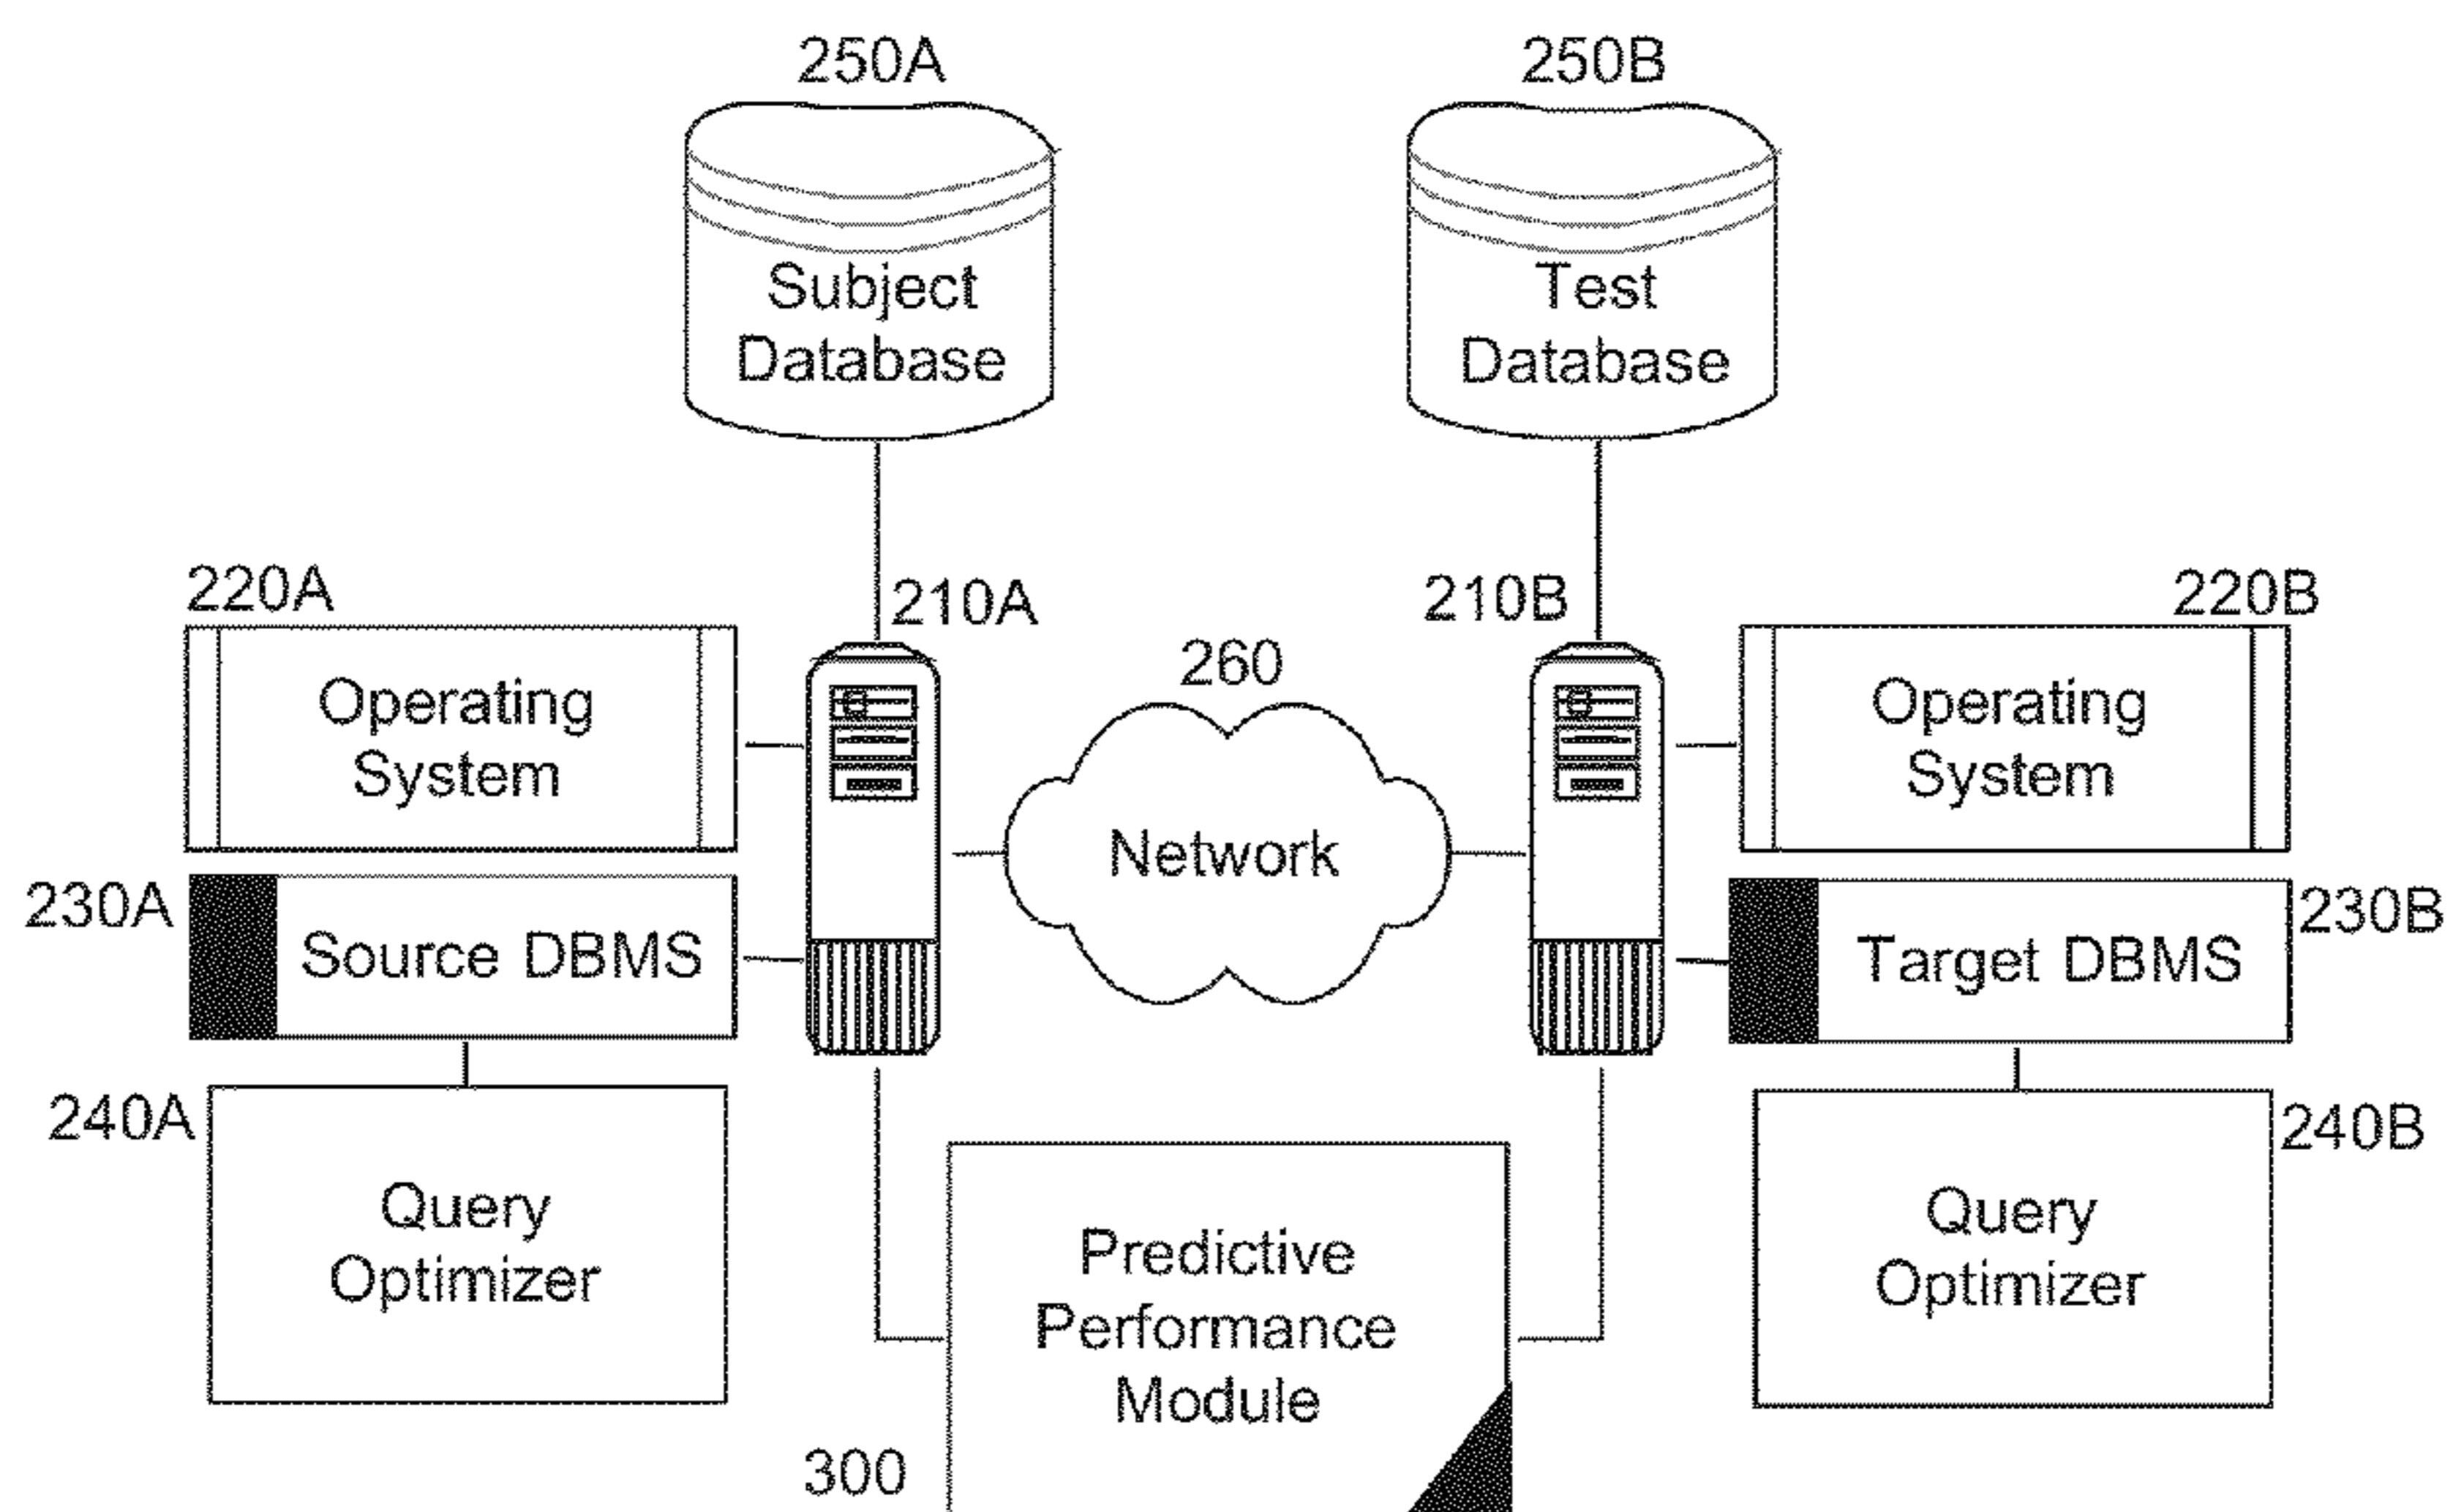 250A
250B
Subject
Database
Test
Database
220A
210A
210B
220B
260
Operating
System
Operating
System
Network
230A
Source DBMS
Target DBMS
230B
240A
240B
Query
Optimizer
Predictive
Performance
Module
Query
Optimizer
300